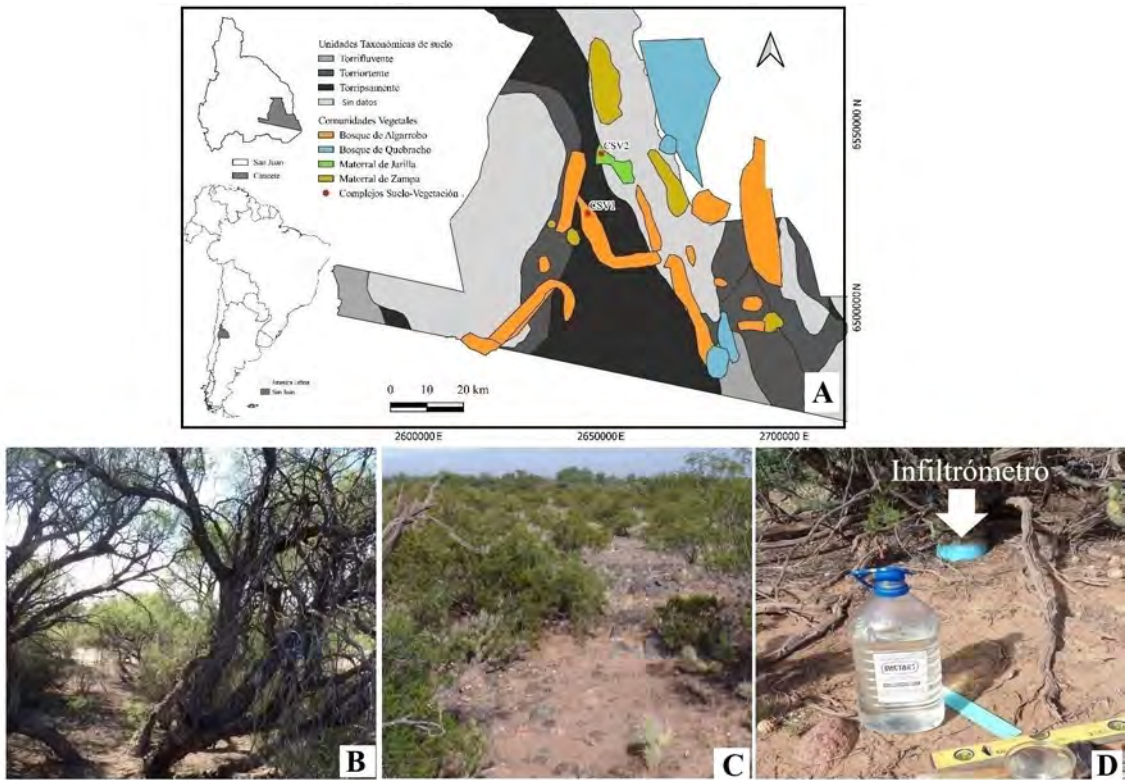 Unidades Taxonómicas de suelo
Torrifluvente
Torriortente
Torripsamente
Sin datos
Comunidades Vegetales
Bosque de Algarrobo
Bosque de Quebracho
Matorral de Jarilla
Matorral de Zampa
Complejos Suelo-Vegetación
San Juan
Caucete
America Latina
San Juan
CSV2
CSV1
6550000 N
6500000 N
0 10 20 km
A
2600000 E
2650000 E
2700000 E
B
C
Infiltrómetro
D